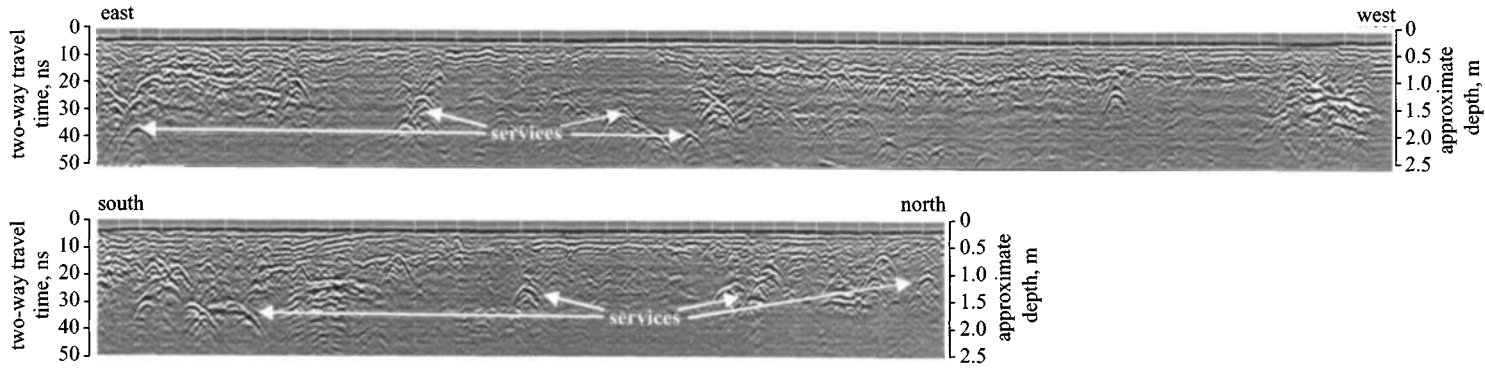 east west
two-way travel
time, ns
0
10
20
30
40
50
services
0
0.5
1.0
1.5
2.0
2.5
approximate
depth, m
south north
two-way travel
time, ns
0
10
20
30
40
50
services
0
0.5
1.0
1.5
2.0
2.5
approximate
depth, m